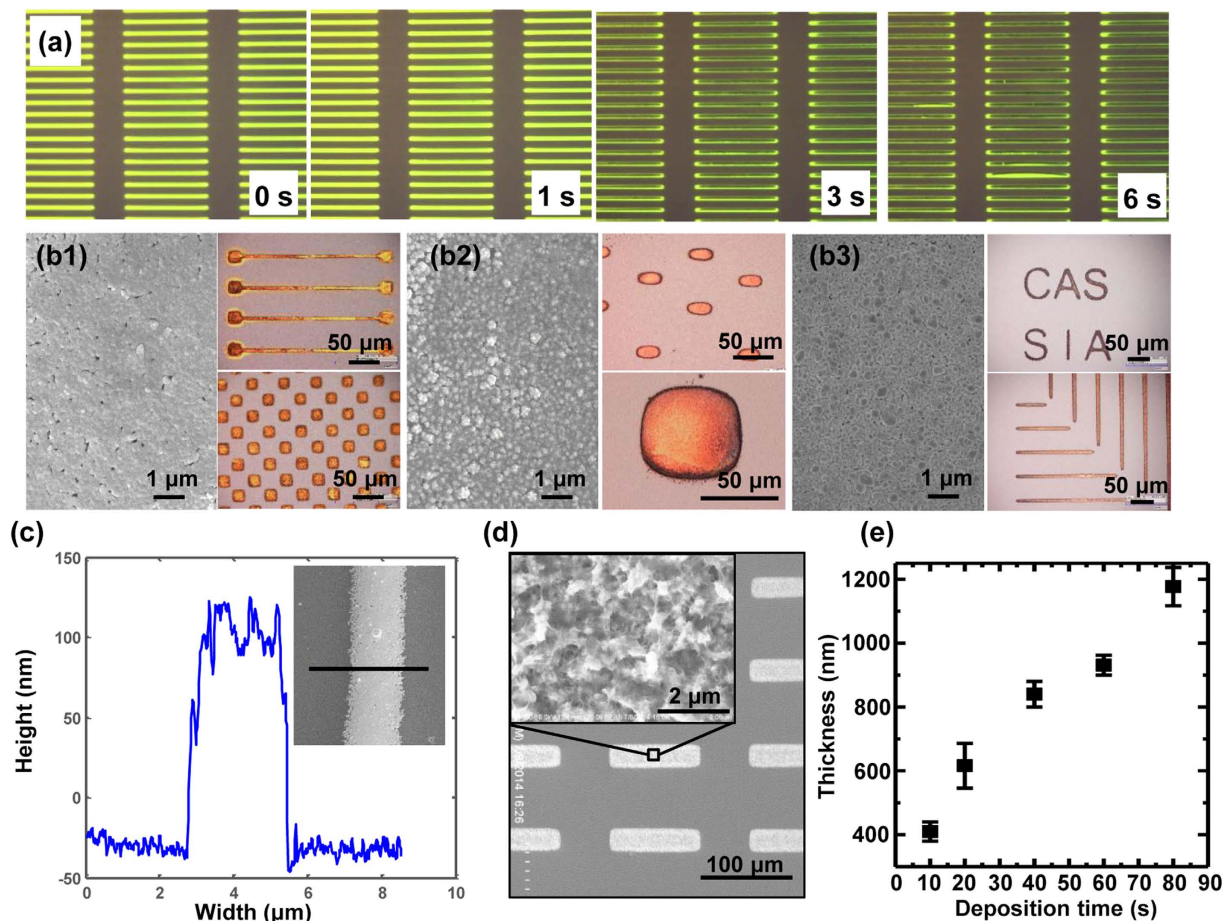 (a)
0 s
1 s
3 s
6 s
(b1)
1 µm
50 µm
50 µm
(b2)
1 µm
50 µm
50 µm
(b3)
1 µm
CAS
SIA
50 µm
50 µm
(c)
150
100
50
0
-50
Height (nm)
0 2 4 6 8 10
Width (µm)
(d)
2 µm
2014 16:26
100 µm
(e)
1200
1000
800
600
400
Thickness (nm)
0 10 20 30 40 50 60 70 80 90
Deposition time (s)